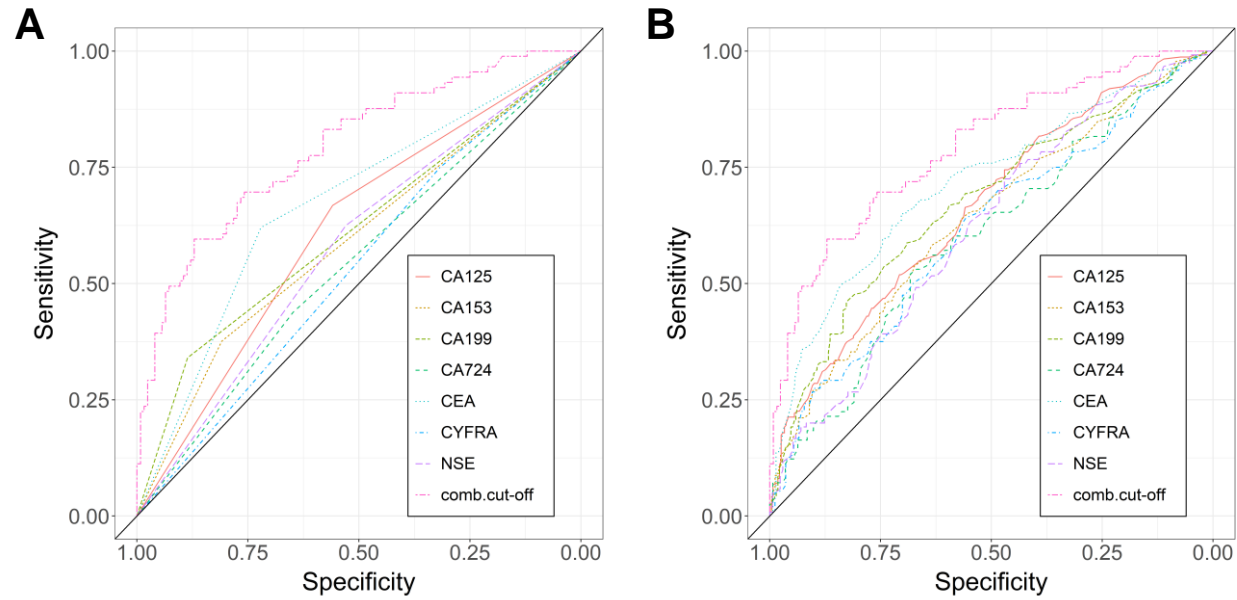 A
1.00
0.75
0.50
0.25
0.00
Sensitivity
CA125
CA153
CA199
CA724
CEA
CYFRA
NSE
comb.cut-off
1.00 0.75 0.50 0.25 0.00
Specificity
B
1.00
0.75
0.50
0.25
0.00
Sensitivity
CA125
CA153
CA199
CA724
CEA
CYFRA
NSE
comb.cut-off
1.00 0.75 0.50 0.25 0.00
Specificity